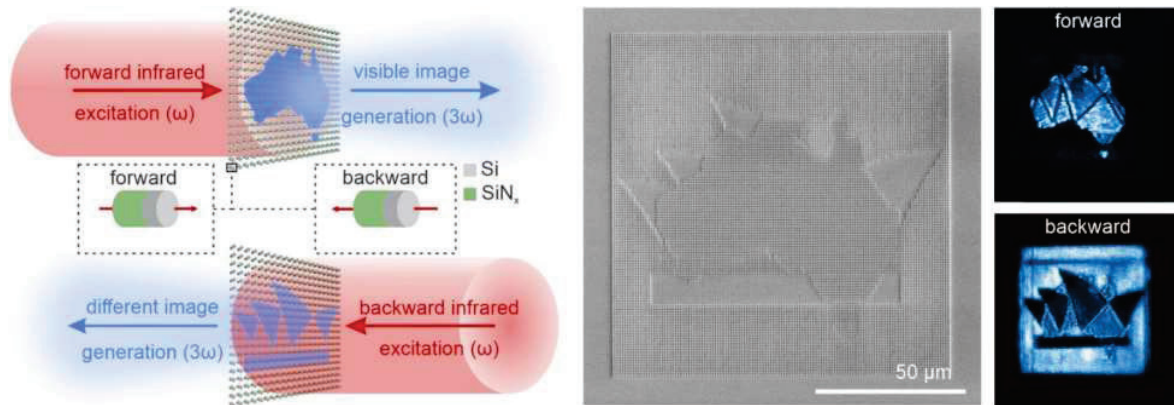 forward infrared
excitation (ω)
visible image
generation (3ω)
forward
backward
Si
SiNₓ
different image
generation (3ω)
backward infrared
excitation (ω)
50 μm
forward
backward